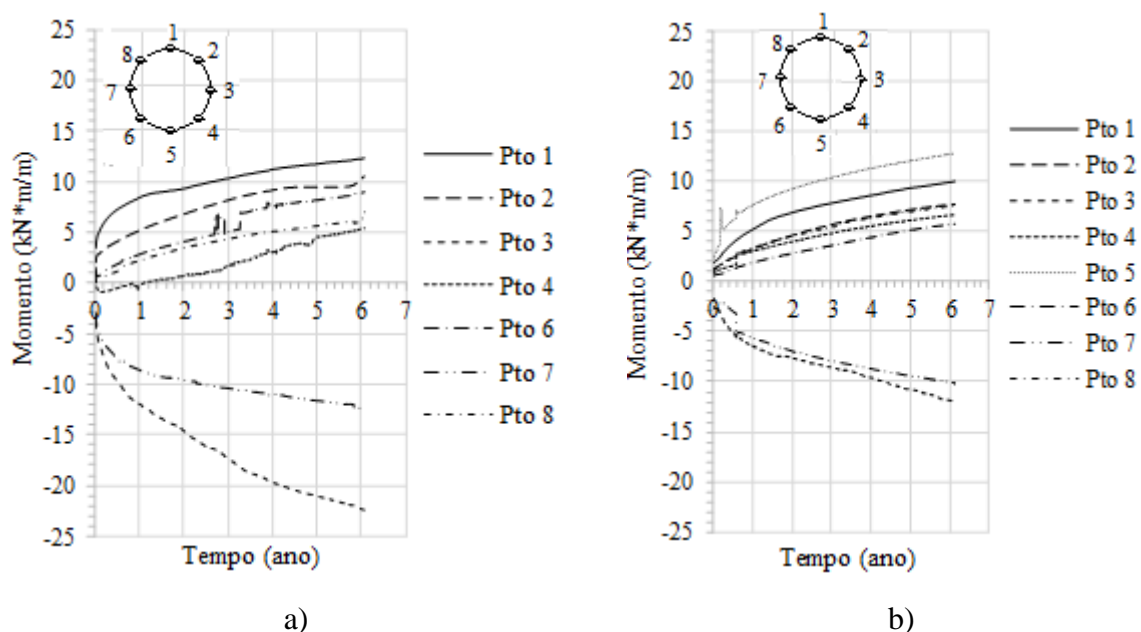 25
20
15
10
5
0
-5
-10
-15
-20
-25
Momento (kN*m/m)
0 1 2 3 4 5 6 7
Tempo (ano)
1
2
3
4
5
6
7
8
Pto 1
Pto 2
Pto 3
Pto 4
Pto 6
Pto 7
Pto 8
a)
25
20
15
10
5
0
-5
-10
-15
-20
-25
Momento (kN*m/m)
0 1 2 3 4 5 6 7
Tempo (ano)
1
2
3
4
5
6
7
8
Pto 1
Pto 2
Pto 3
Pto 4
Pto 5
Pto 6
Pto 7
Pto 8
b)